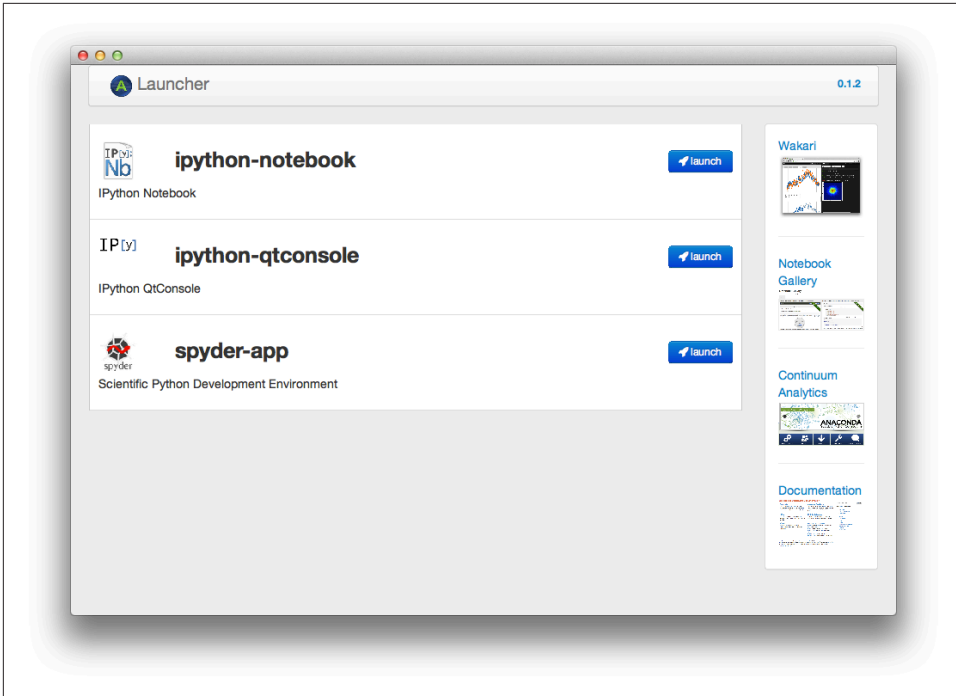 A Launcher
0.1.2
IP[y]:
Nb
ipython-notebook
launch
IPython Notebook
IP[y]
ipython-qtconsole
launch
IPython QtConsole
spyder
spyder-app
launch
Scientific Python Development Environment
Wakari
Notebook
Gallery
Continuum
Analytics
ANACONDA
Documentation